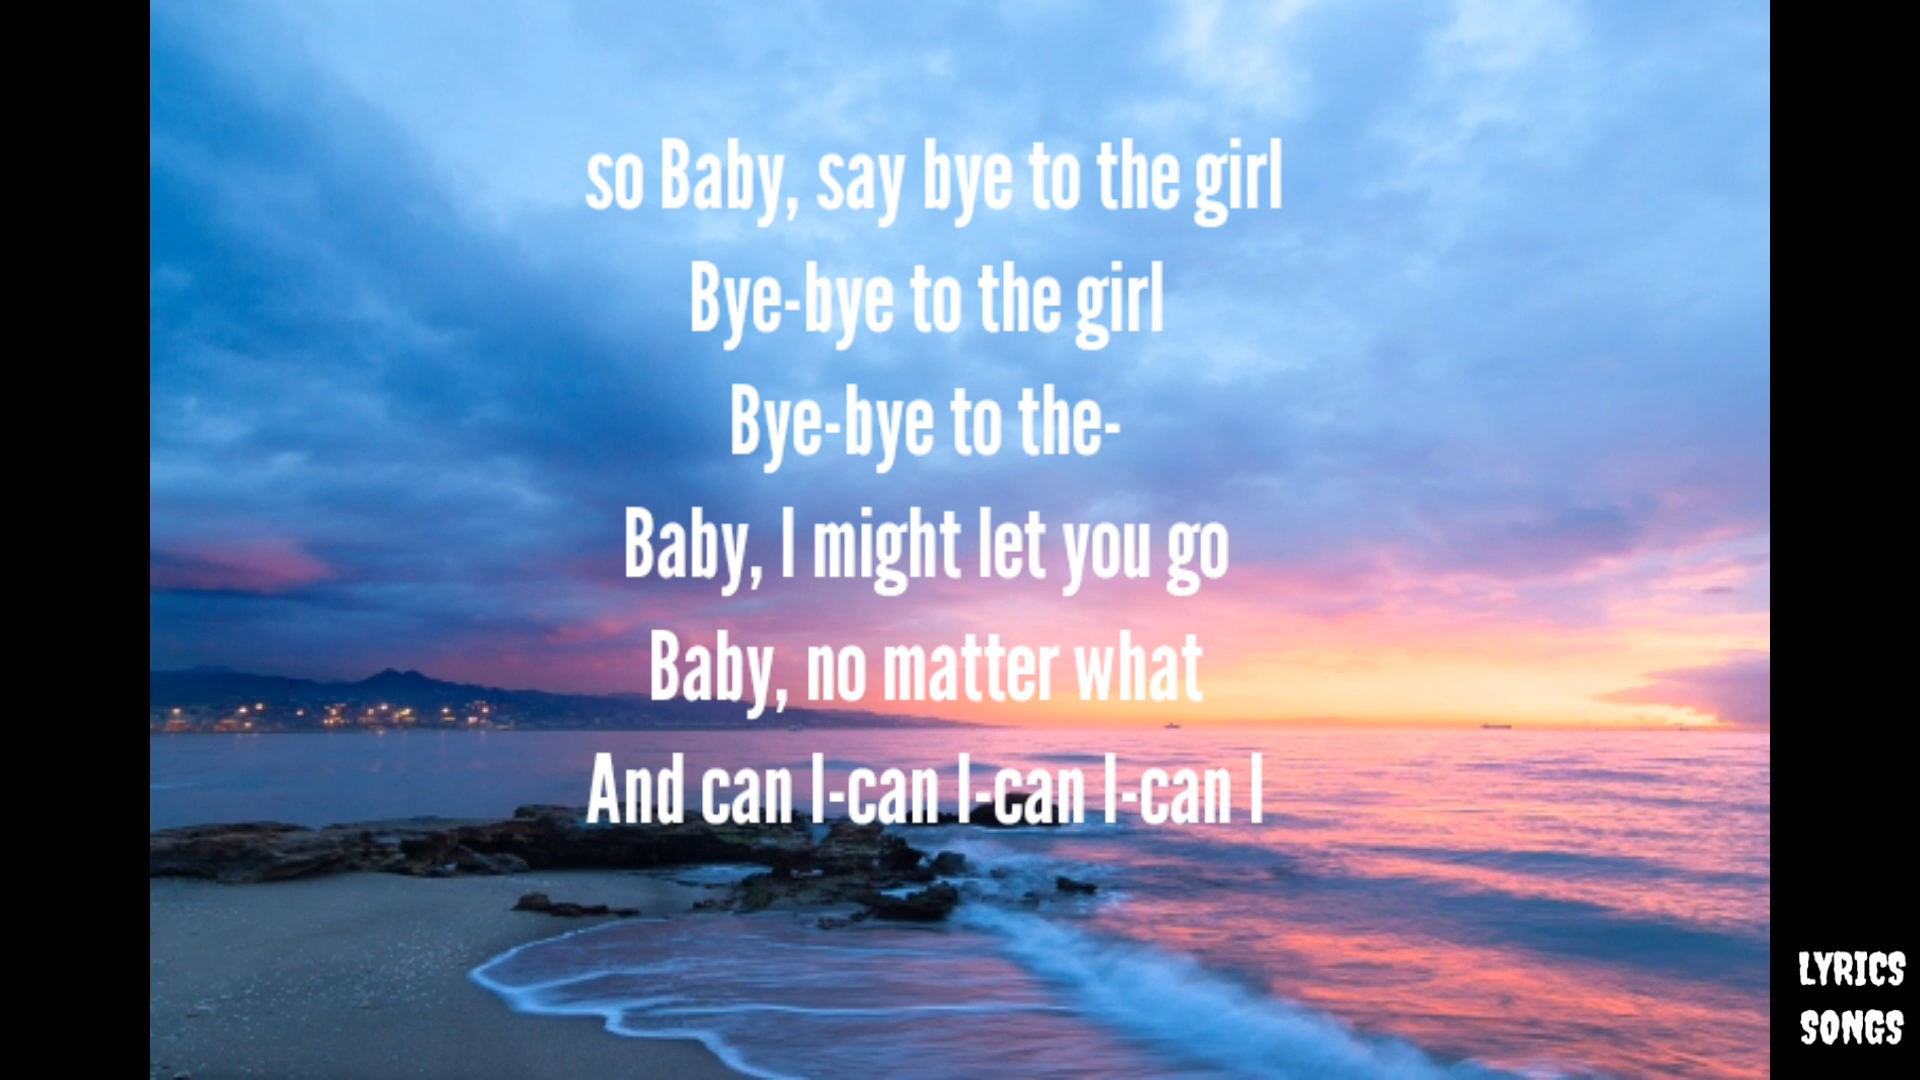 so Baby, say bye to the girl
Bye-bye to the girl
Bye-bye to the-
Baby, I might let you go
Baby, no matter what
And can I-can I-can I-can I
LYRICS
SONGS